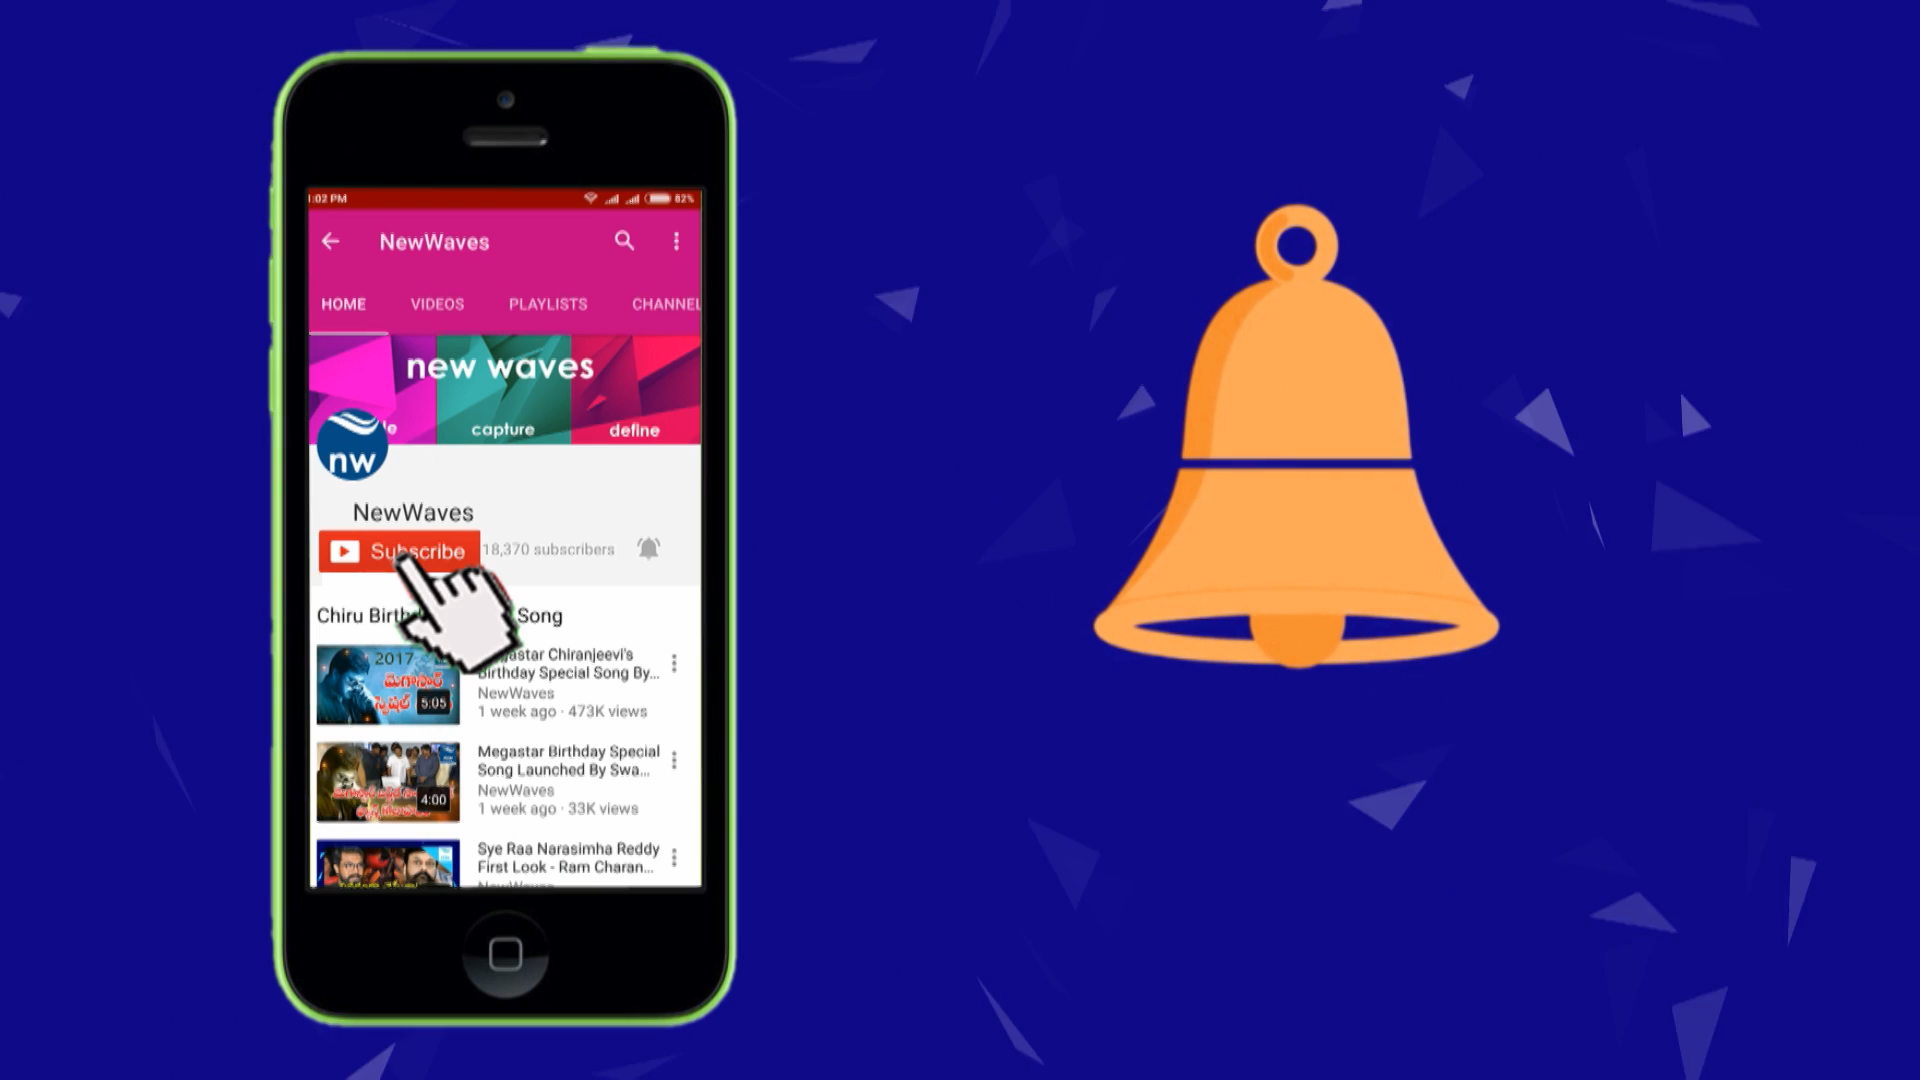 1:02 PM 82%
NewWaves
HOME VIDEOS PLAYLISTS CHANNEL
new waves
capture define
nw
NewWaves
Subscribe 18,370 subscribers
Chiru Song
2017
మెగాస్టార్
స్పెషల్
5:05
Chiranjeevi's
Birthday Special Song By...
NewWaves
1 week ago · 473K views
4:00
Megastar Birthday Special
Song Launched By Swa...
NewWaves
1 week ago · 33K views
Sye Raa Narasimha Reddy
First Look - Ram Charan...
NewWaves